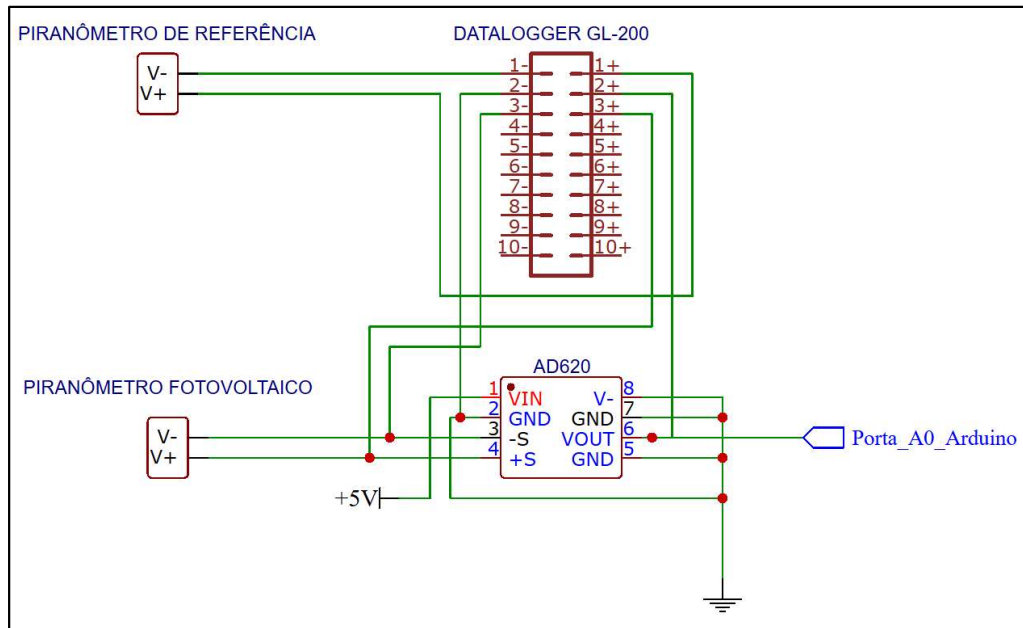 PIRANÔMETRO DE REFERÊNCIA
V-
V+
DATALOGGER GL-200
1- 1+
2- 2+
3- 3+
4- 4+
5- 5+
6- 6+
7- 7+
8- 8+
9- 9+
10- 10+
PIRANÔMETRO FOTOVOLTAICO
V-
V+
+5V
AD620
1 VIN V- 8
2 GND GND 7
3 -S VOUT 6
4 +S GND 5
Porta_A0_Arduino